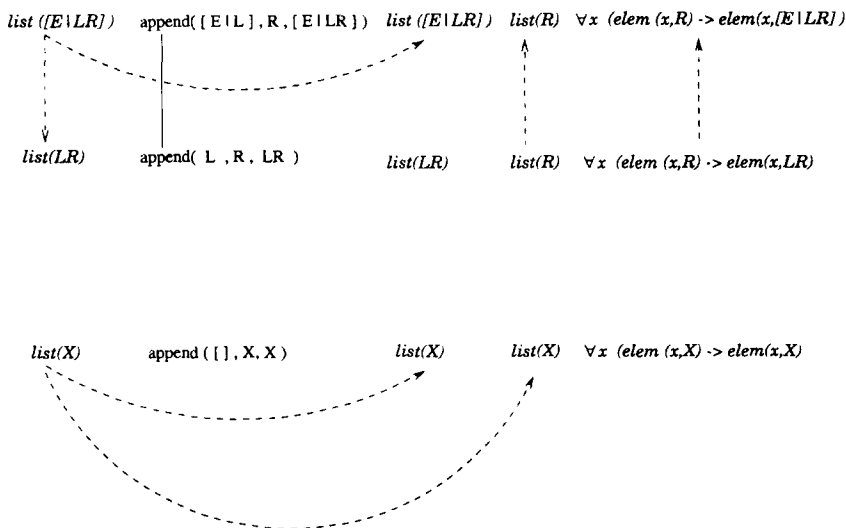 list ([E|LR]) append([E|L],R,[E|LR]) list ([E|LR]) list(R) ∀x (elem (x,R) -> elem(x,[E|LR])
list(LR) append( L ,R, LR ) list(LR) list(R) ∀x (elem (x,R) -> elem(x,LR)
list(X) append ([ ], X, X ) list(X) list(X) ∀x (elem (x,X) -> elem(x,X)